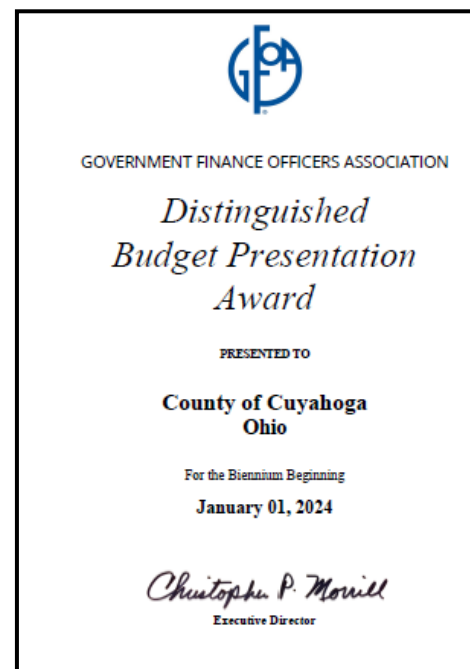 GFOA
GOVERNMENT FINANCE OFFICERS ASSOCIATION
Distinguished
Budget Presentation
Award
PRESENTED TO
County of Cuyahoga
Ohio
For the Biennium Beginning
January 01, 2024
Christopher P. Morrill
Executive Director